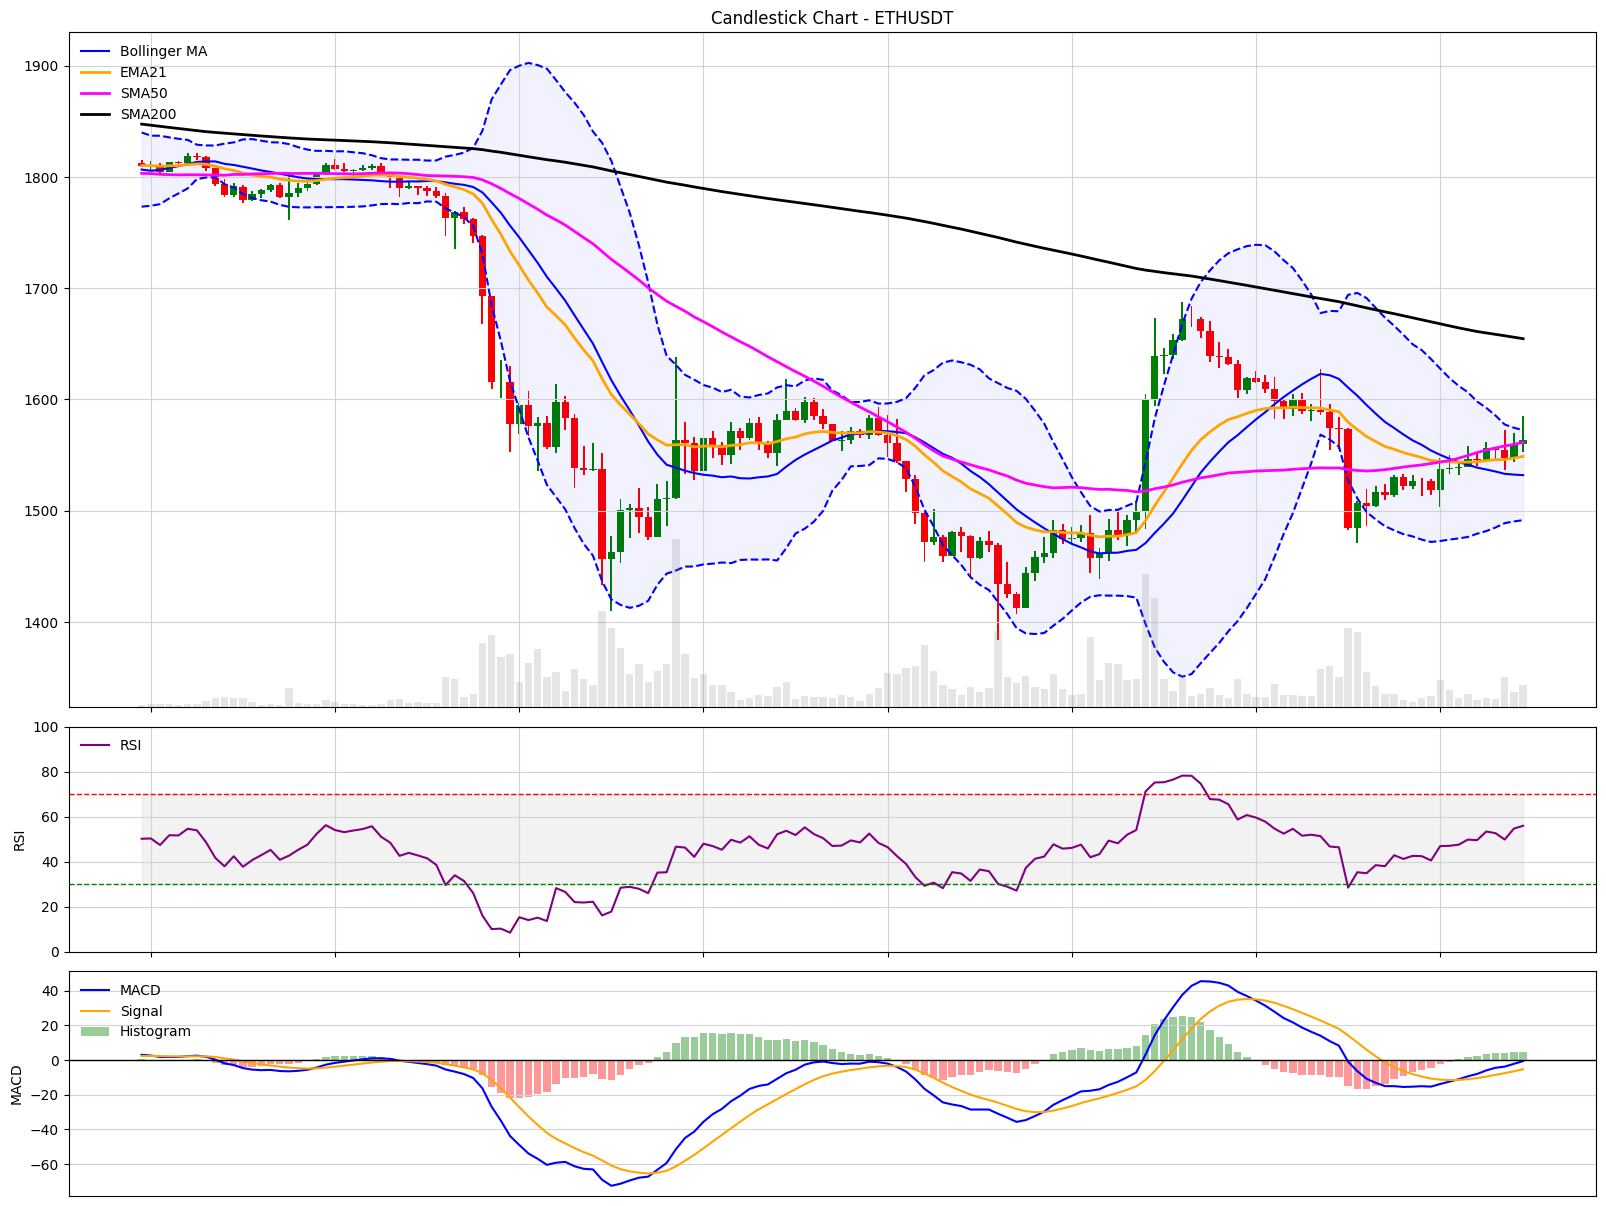 Candlestick Chart - ETHUSDT
Bollinger MA
EMA21
SMA50
SMA200
1900
1800
1700
1600
1500
1400
RSI
100
80
60
40
20
0
RSI
MACD
Signal
Histogram
40
20
0
−20
−40
−60
MACD